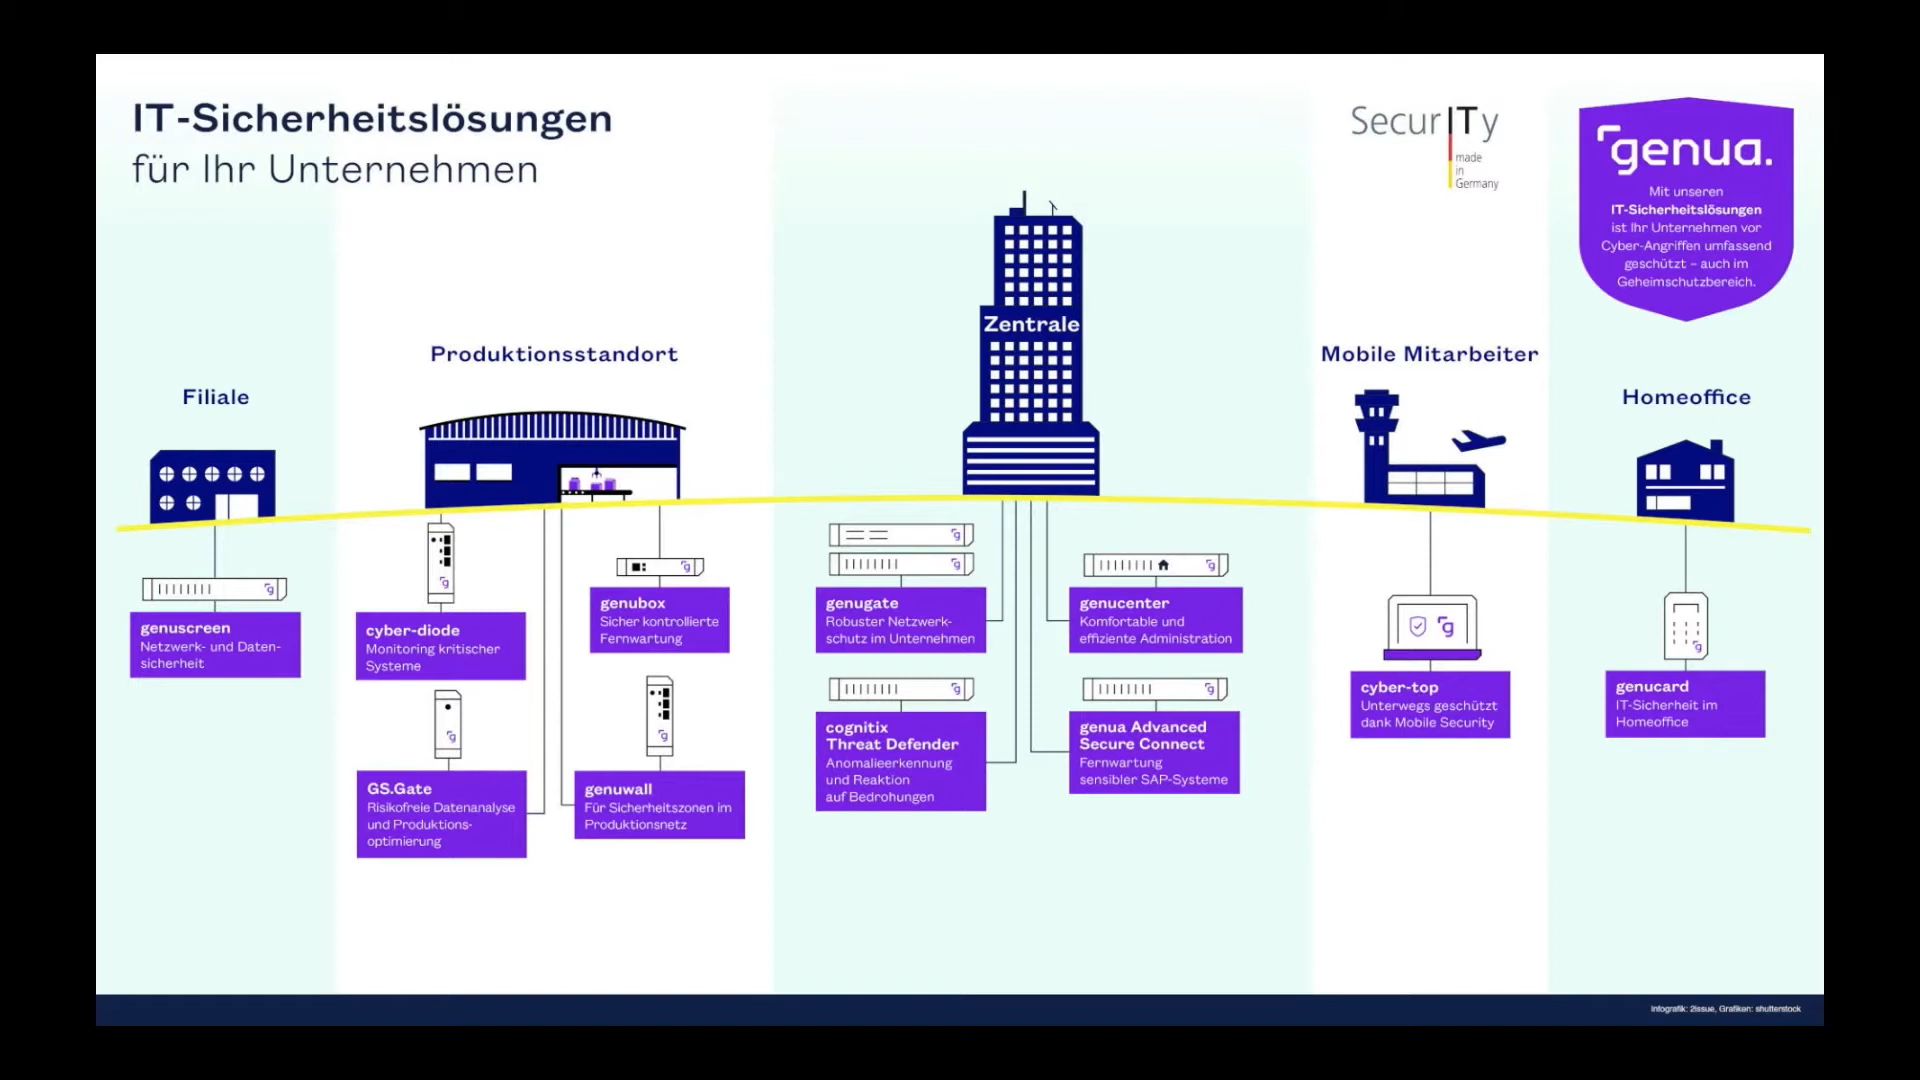 IT-Sicherheitslösungen
für Ihr Unternehmen
SecurITy
made
in
Germany
genua.
Mit unseren
IT-Sicherheitslösungen
ist Ihr Unternehmen vor
Cyber-Angriffen umfassend
geschützt – auch im
Geheimschutzbereich.
Filiale
genuscreen
Netzwerk- und Daten-
sicherheit
Produktionsstandort
cyber-diode
Monitoring kritischer
Systeme
genubox
Sicher kontrollierte
Fernwartung
GS.Gate
Risikofreie Datenanalyse
und Produktions-
optimierung
genuwall
Für Sicherheitszonen im
Produktionsnetz
Zentrale
genugate
Robuster Netzwerk-
schutz im Unternehmen
genucenter
Komfortable und
effiziente Administration
cognitix
Threat Defender
Anomalieerkennung
und Reaktion
auf Bedrohungen
genua Advanced
Secure Connect
Fernwartung
sensibler SAP-Systeme
Mobile Mitarbeiter
cyber-top
Unterwegs geschützt
dank Mobile Security
Homeoffice
genucard
IT-Sicherheit im
Homeoffice
Infografik: 2issue, Grafiken: shutterstock